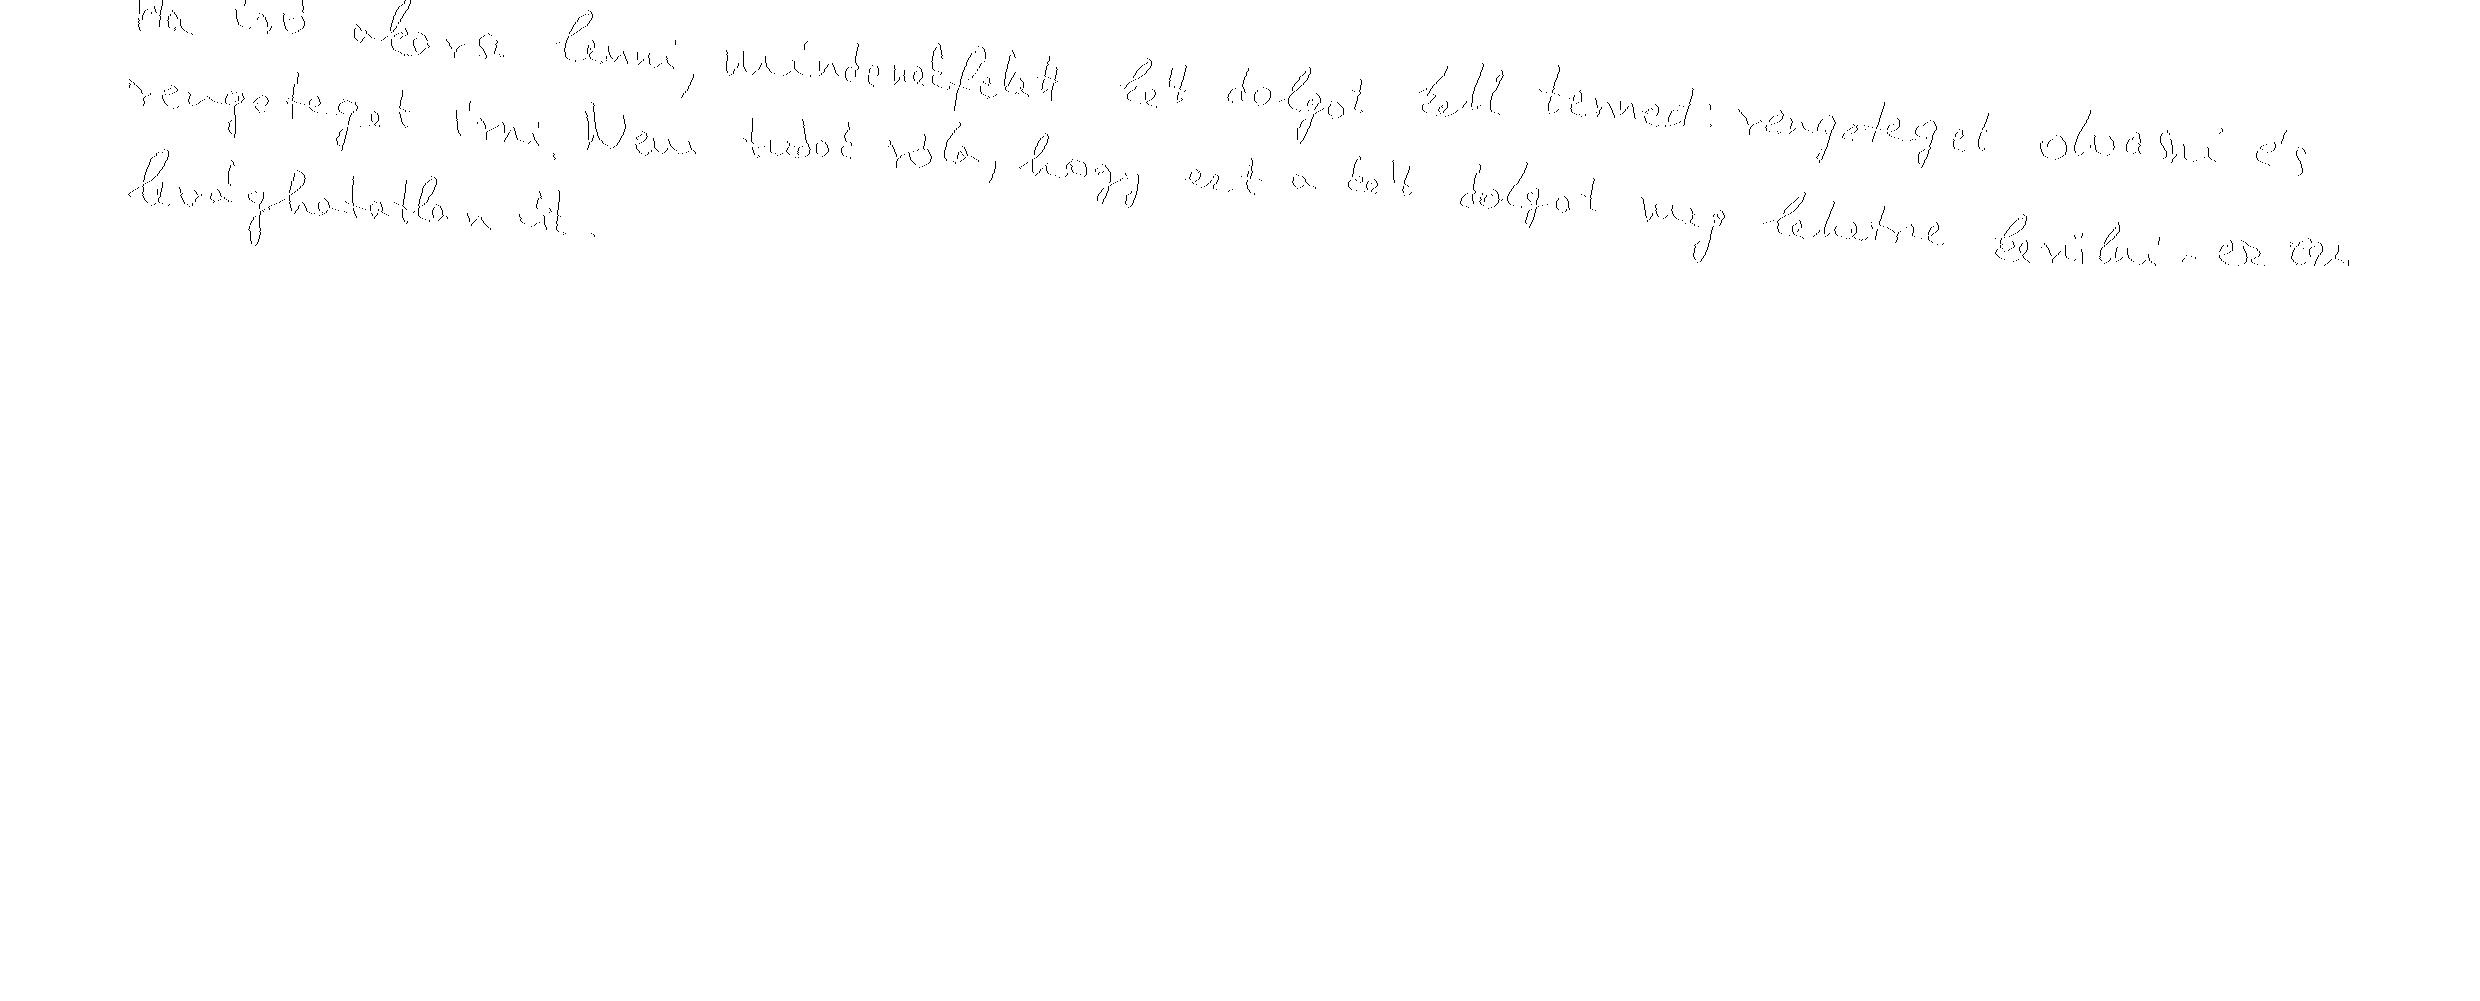 Ha író akarsz lenni, mindenekfelett két dolgot kell tenned: rengeteget olvasni és
rengeteget írni. Nem tudok róla, hogy ezt a két dolgot meg lehetne kerülni - ez az
levághatatlan út.